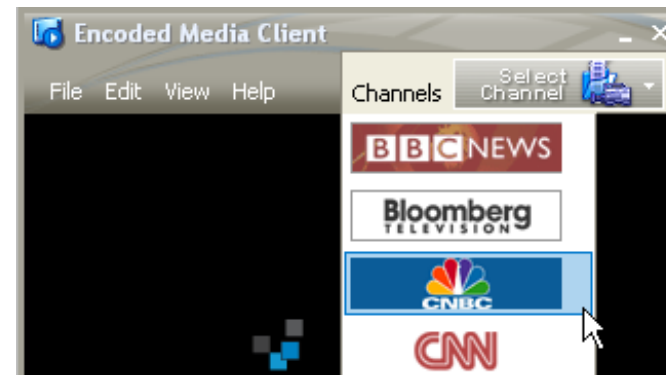 Encoded Media Client
File Edit View Help
Channels
Select
Channel
BBC NEWS
Bloomberg
TELEVISION
CNBC
CNN